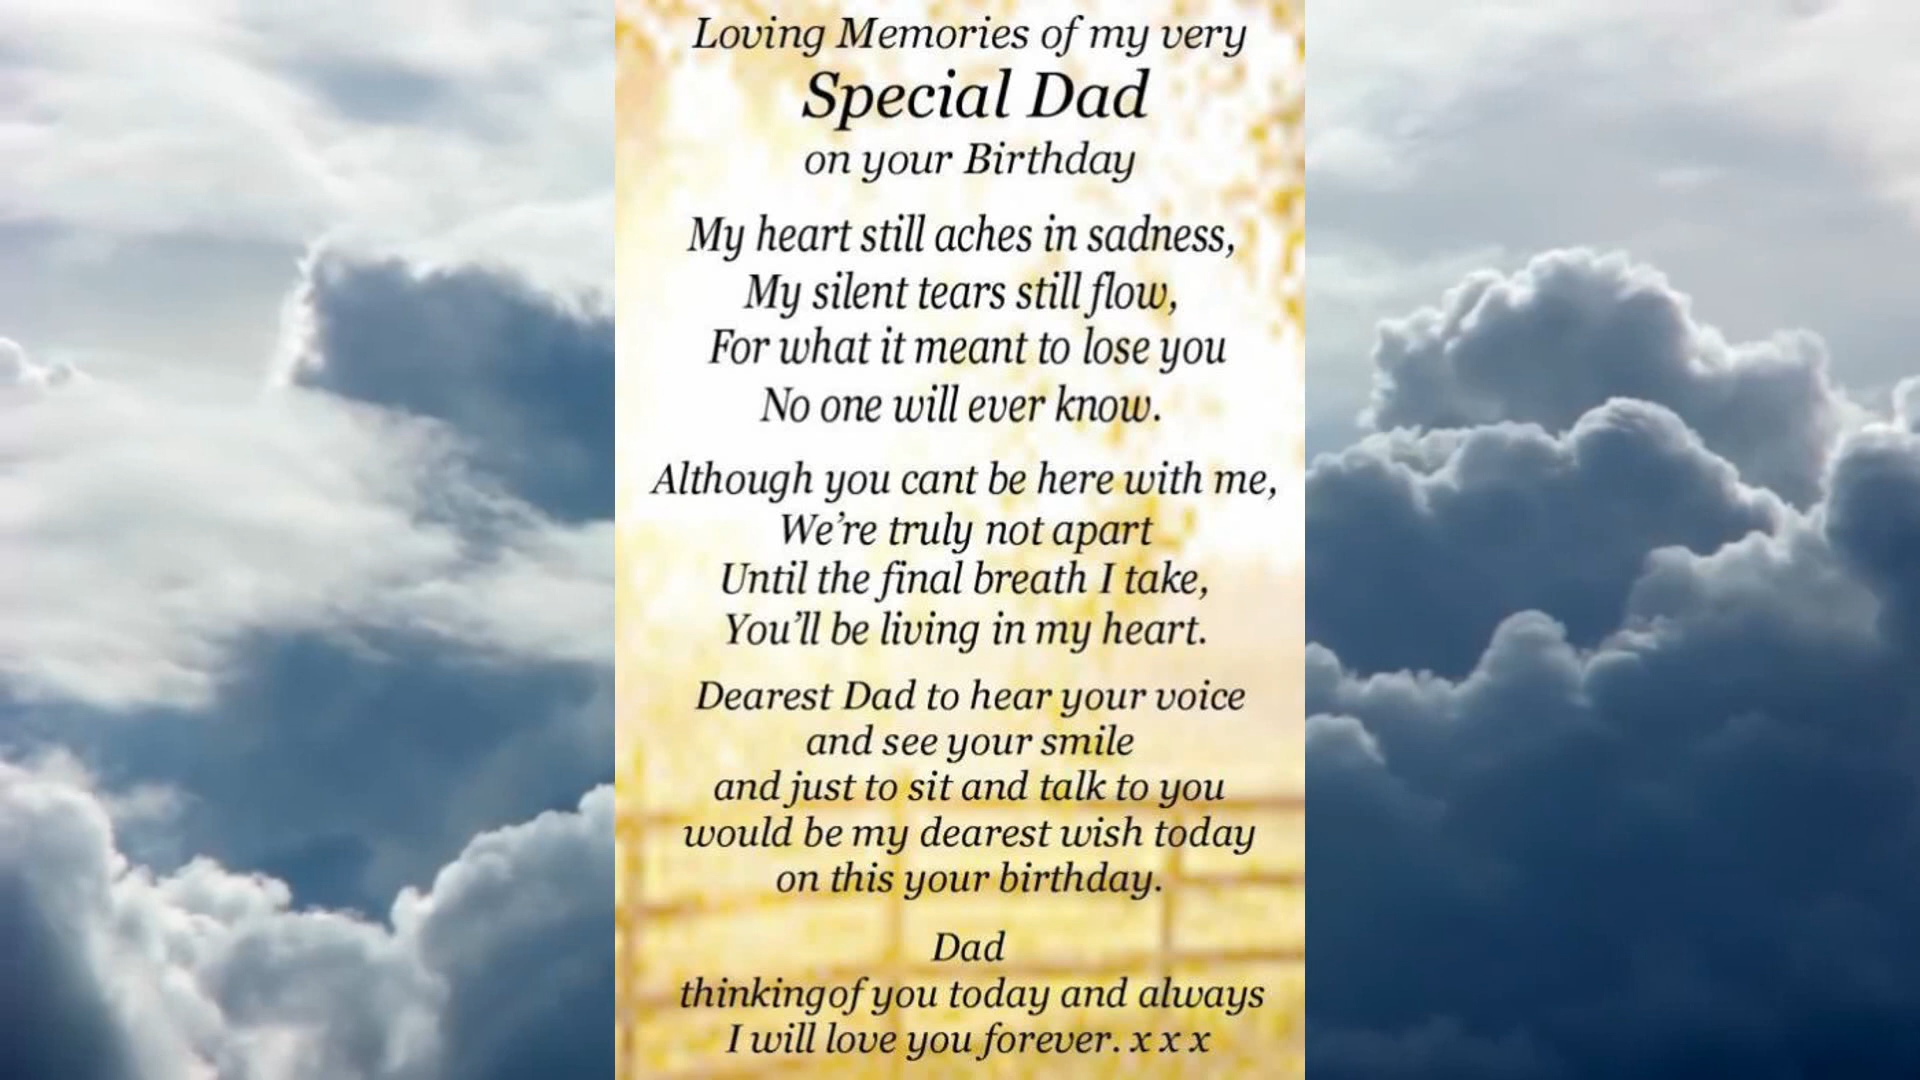 Loving Memories of my very
Special Dad
on your Birthday
My heart still aches in sadness,
My silent tears still flow,
For what it meant to lose you
No one will ever know.
Although you cant be here with me,
We’re truly not apart
Until the final breath I take,
You’ll be living in my heart.
Dearest Dad to hear your voice
and see your smile
and just to sit and talk to you
would be my dearest wish today
on this your birthday.
Dad
thinkingof you today and always
I will love you forever. x x x